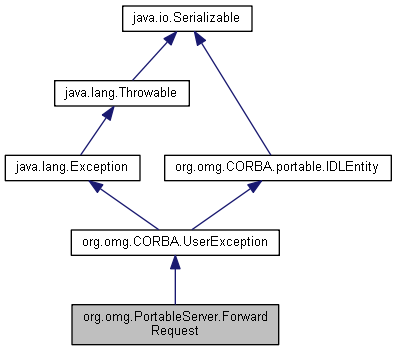 java.io.Serializable
java.lang.Throwable
java.lang.Exception
org.omg.CORBA.portable.IDLEntity
org.omg.CORBA.UserException
org.omg.PortableServer.Forward
Request